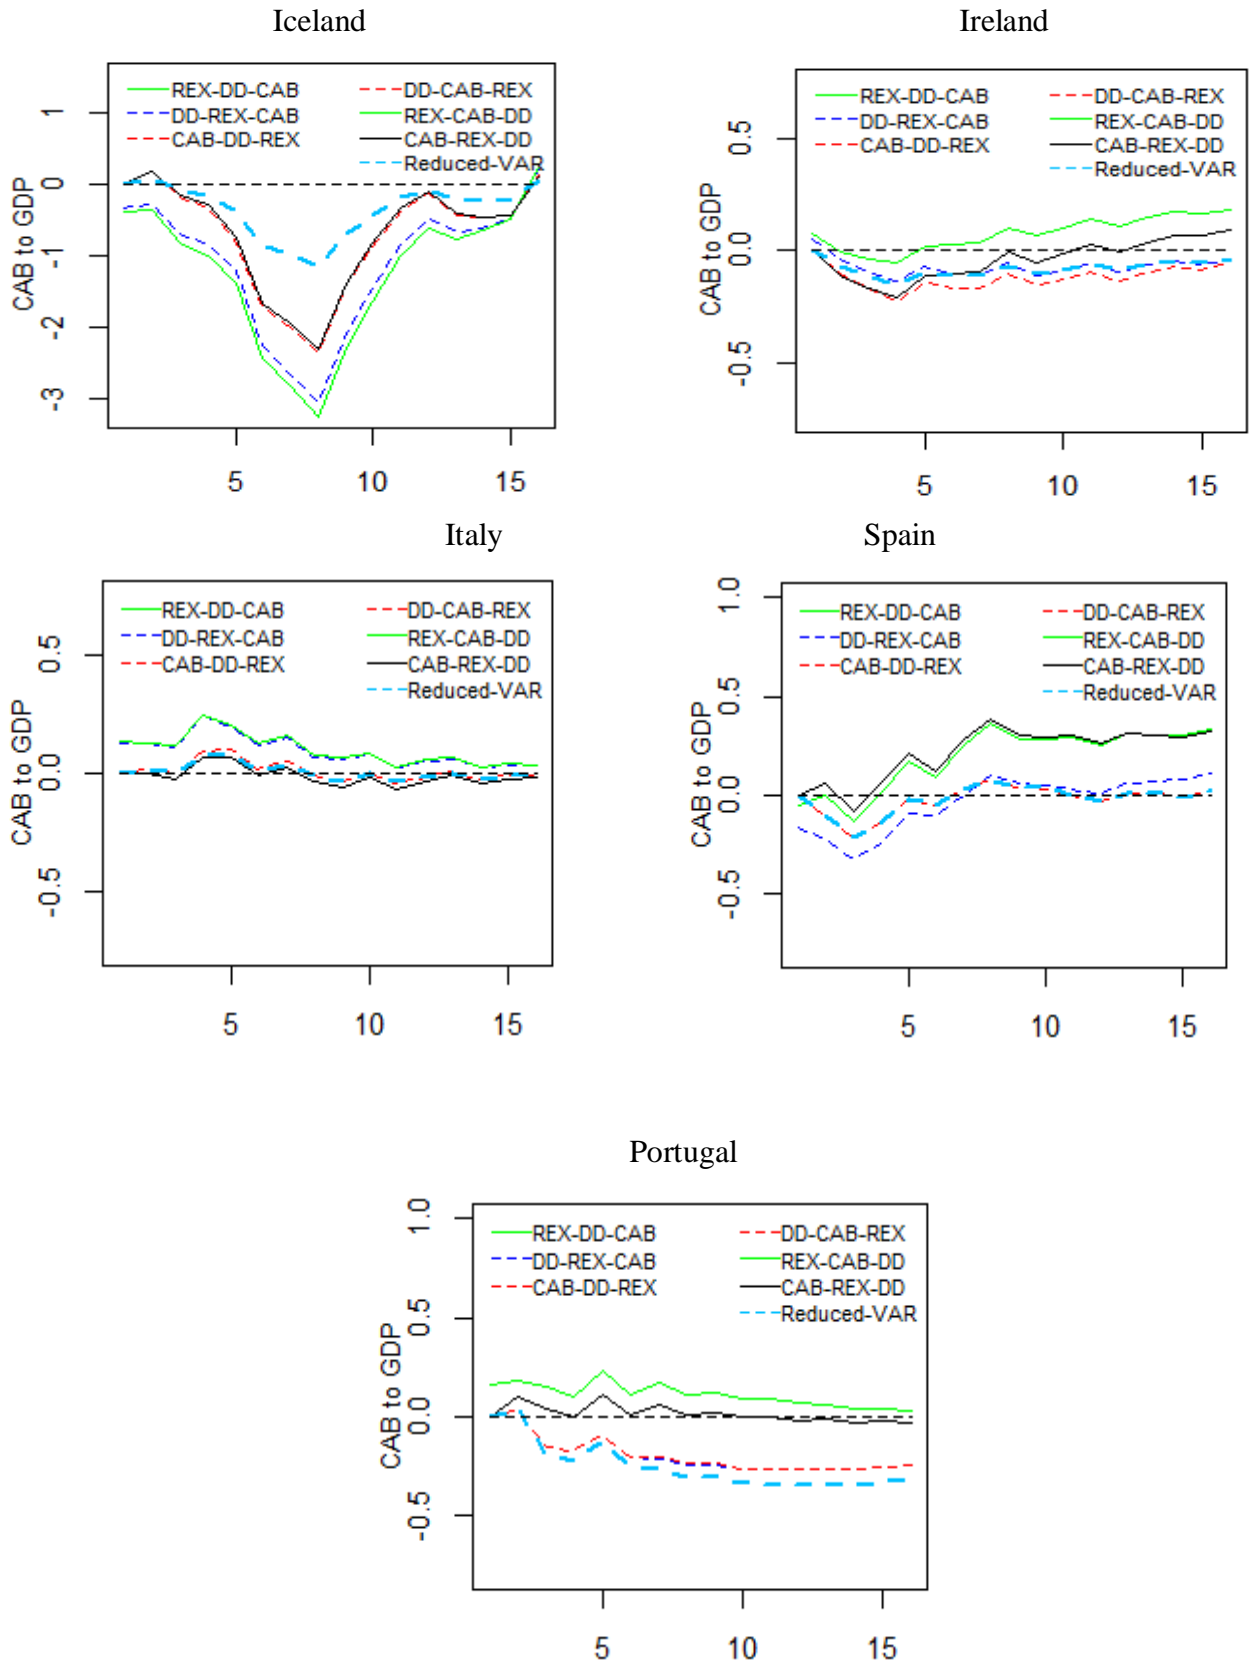 Iceland
Ireland
REX-DD-CAB
DD-CAB-REX
DD-REX-CAB
REX-CAB-DD
CAB-DD-REX
CAB-REX-DD
Reduced-VAR
CAB to GDP
1
0
-1
-2
-3
5
10
15
REX-DD-CAB
DD-CAB-REX
DD-REX-CAB
REX-CAB-DD
CAB-DD-REX
CAB-REX-DD
Reduced-VAR
CAB to GDP
0.5
0.0
-0.5
5
10
15
Italy
Spain
REX-DD-CAB
DD-CAB-REX
DD-REX-CAB
REX-CAB-DD
CAB-DD-REX
CAB-REX-DD
Reduced-VAR
CAB to GDP
0.5
0.0
-0.5
5
10
15
REX-DD-CAB
DD-CAB-REX
DD-REX-CAB
REX-CAB-DD
CAB-DD-REX
CAB-REX-DD
Reduced-VAR
CAB to GDP
1.0
0.5
0.0
-0.5
5
10
15
Portugal
REX-DD-CAB
DD-CAB-REX
DD-REX-CAB
REX-CAB-DD
CAB-DD-REX
CAB-REX-DD
Reduced-VAR
CAB to GDP
1.0
0.5
0.0
-0.5
5
10
15